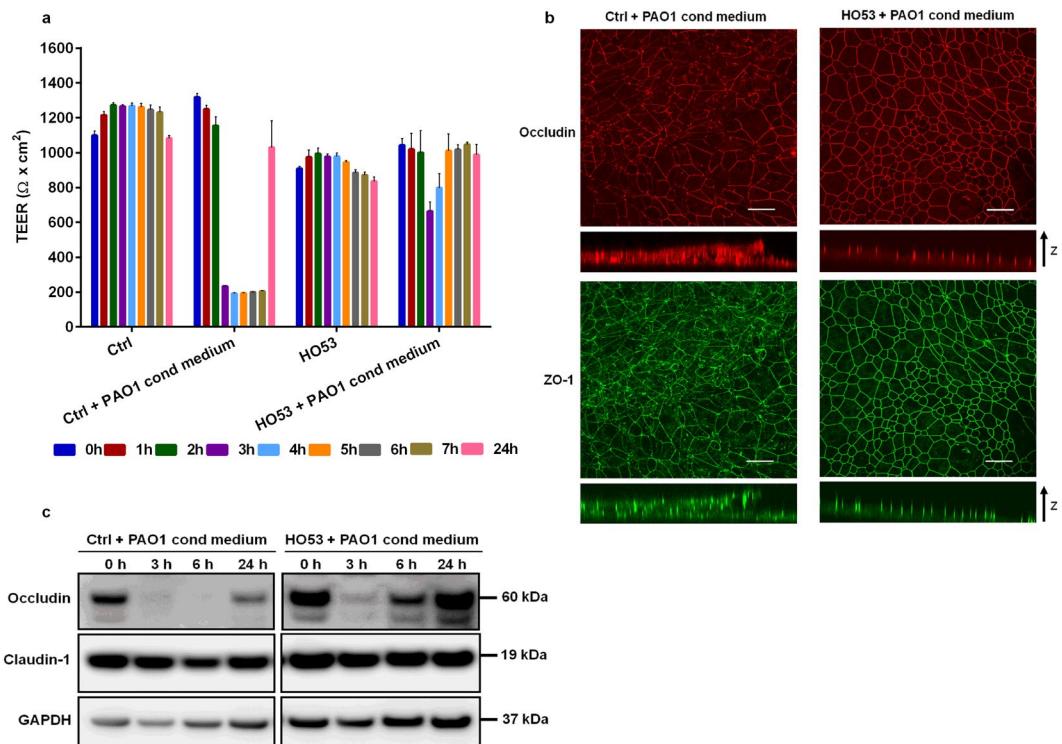 a
1600
1400
1200
1000
800
600
400
200
0
TEER (Ω x cm²)
Ctrl
Ctrl + PAO1 cond medium
HO53
HO53 + PAO1 cond medium
0h 1h 2h 3h 4h 5h 6h 7h 24h
b
Ctrl + PAO1 cond medium HO53 + PAO1 cond medium
Occludin
z
ZO-1
z
c
Ctrl + PAO1 cond medium HO53 + PAO1 cond medium
0 h 3 h 6 h 24 h 0 h 3 h 6 h 24 h
Occludin 60 kDa
Claudin-1 19 kDa
GAPDH 37 kDa